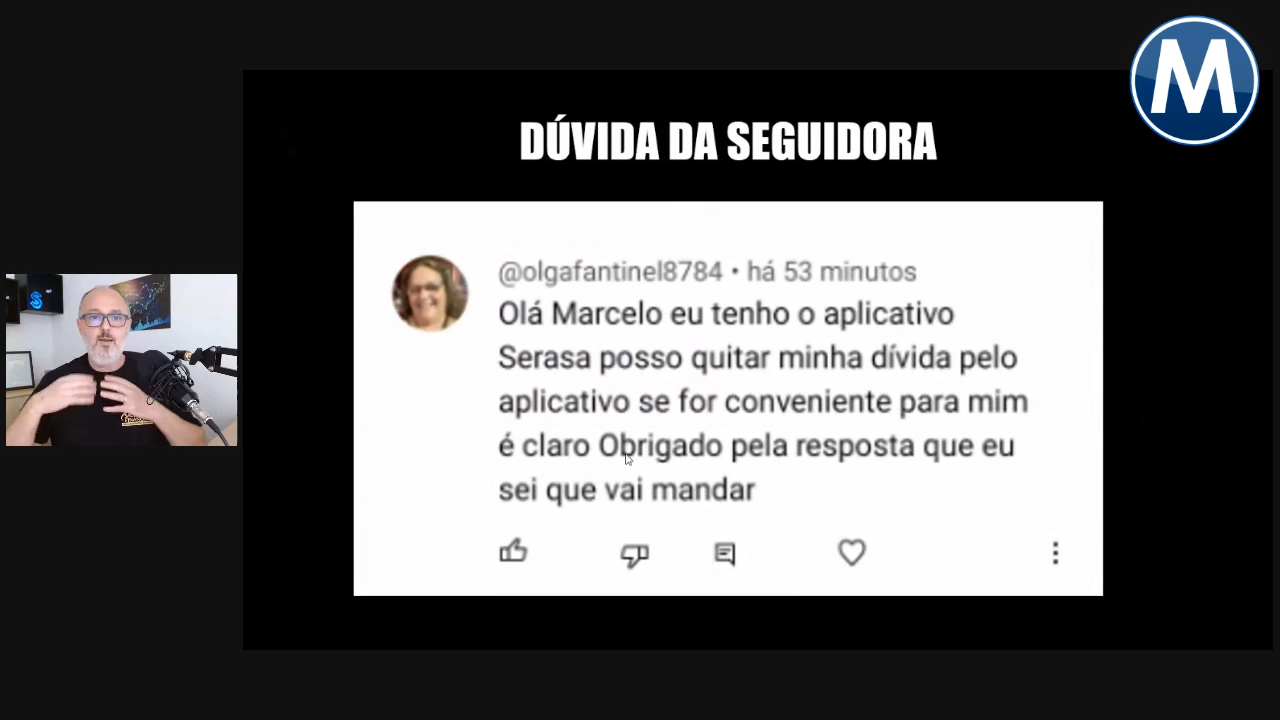 M
DÚVIDA DA SEGUIDORA
@olgafantinel8784 • há 53 minutos
Olá Marcelo eu tenho o aplicativo
Serasa posso quitar minha dívida pelo
aplicativo se for conveniente para mim
é claro Obrigado pela resposta que eu
sei que vai mandar